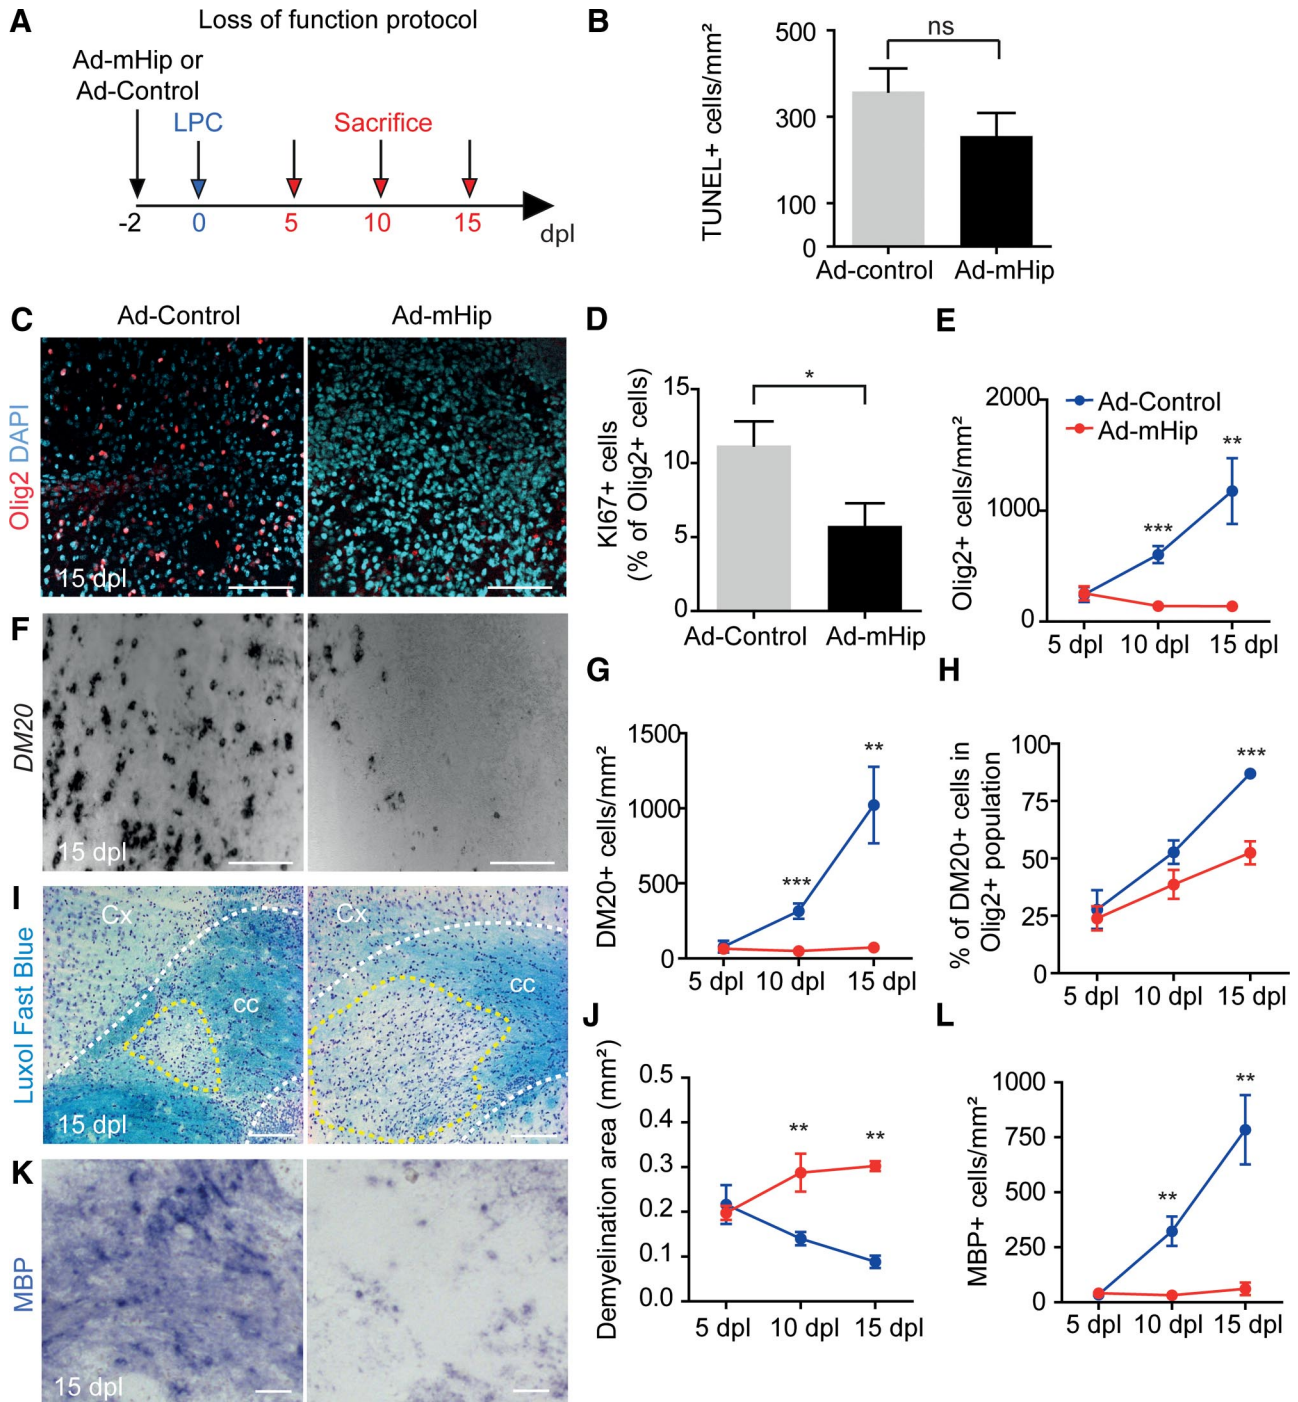 A
Loss of function protocol
Ad-mHip or
Ad-Control
LPC
Sacrifice
-2
0
5
10
15
dpl
B
TUNEL+ cells/mm²
500
300
100
0
ns
Ad-control
Ad-mHip
C
Ad-Control
Ad-mHip
Olig2 DAPI
15 dpl
D
KI67+ cells
(% of Olig2+ cells)
15
10
5
0
*
Ad-Control
Ad-mHip
E
Olig2+ cells/mm²
2000
1000
0
Ad-Control
Ad-mHip
***
**
5 dpl
10 dpl
15 dpl
F
DM20
15 dpl
G
DM20+ cells/mm²
1500
1000
500
0
***
**
5 dpl
10 dpl
15 dpl
H
% of DM20+ cells in
Olig2+ population
100
75
50
25
0
***
5 dpl
10 dpl
15 dpl
I
Luxol Fast Blue
Cx
cc
15 dpl
Cx
cc
J
Demyelination area (mm²)
0.5
0.4
0.3
0.2
0.1
0.0
**
**
5 dpl
10 dpl
15 dpl
K
MBP
15 dpl
L
MBP+ cells/mm²
1000
750
500
250
0
**
**
5 dpl
10 dpl
15 dpl